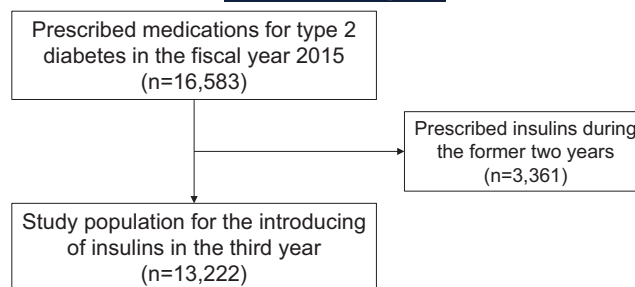 Prescribed medications for type 2
diabetes in the fiscal year 2015
(n=16,583)
Prescribed insulins during
the former two years
(n=3,361)
Study population for the introducing
of insulins in the third year
(n=13,222)